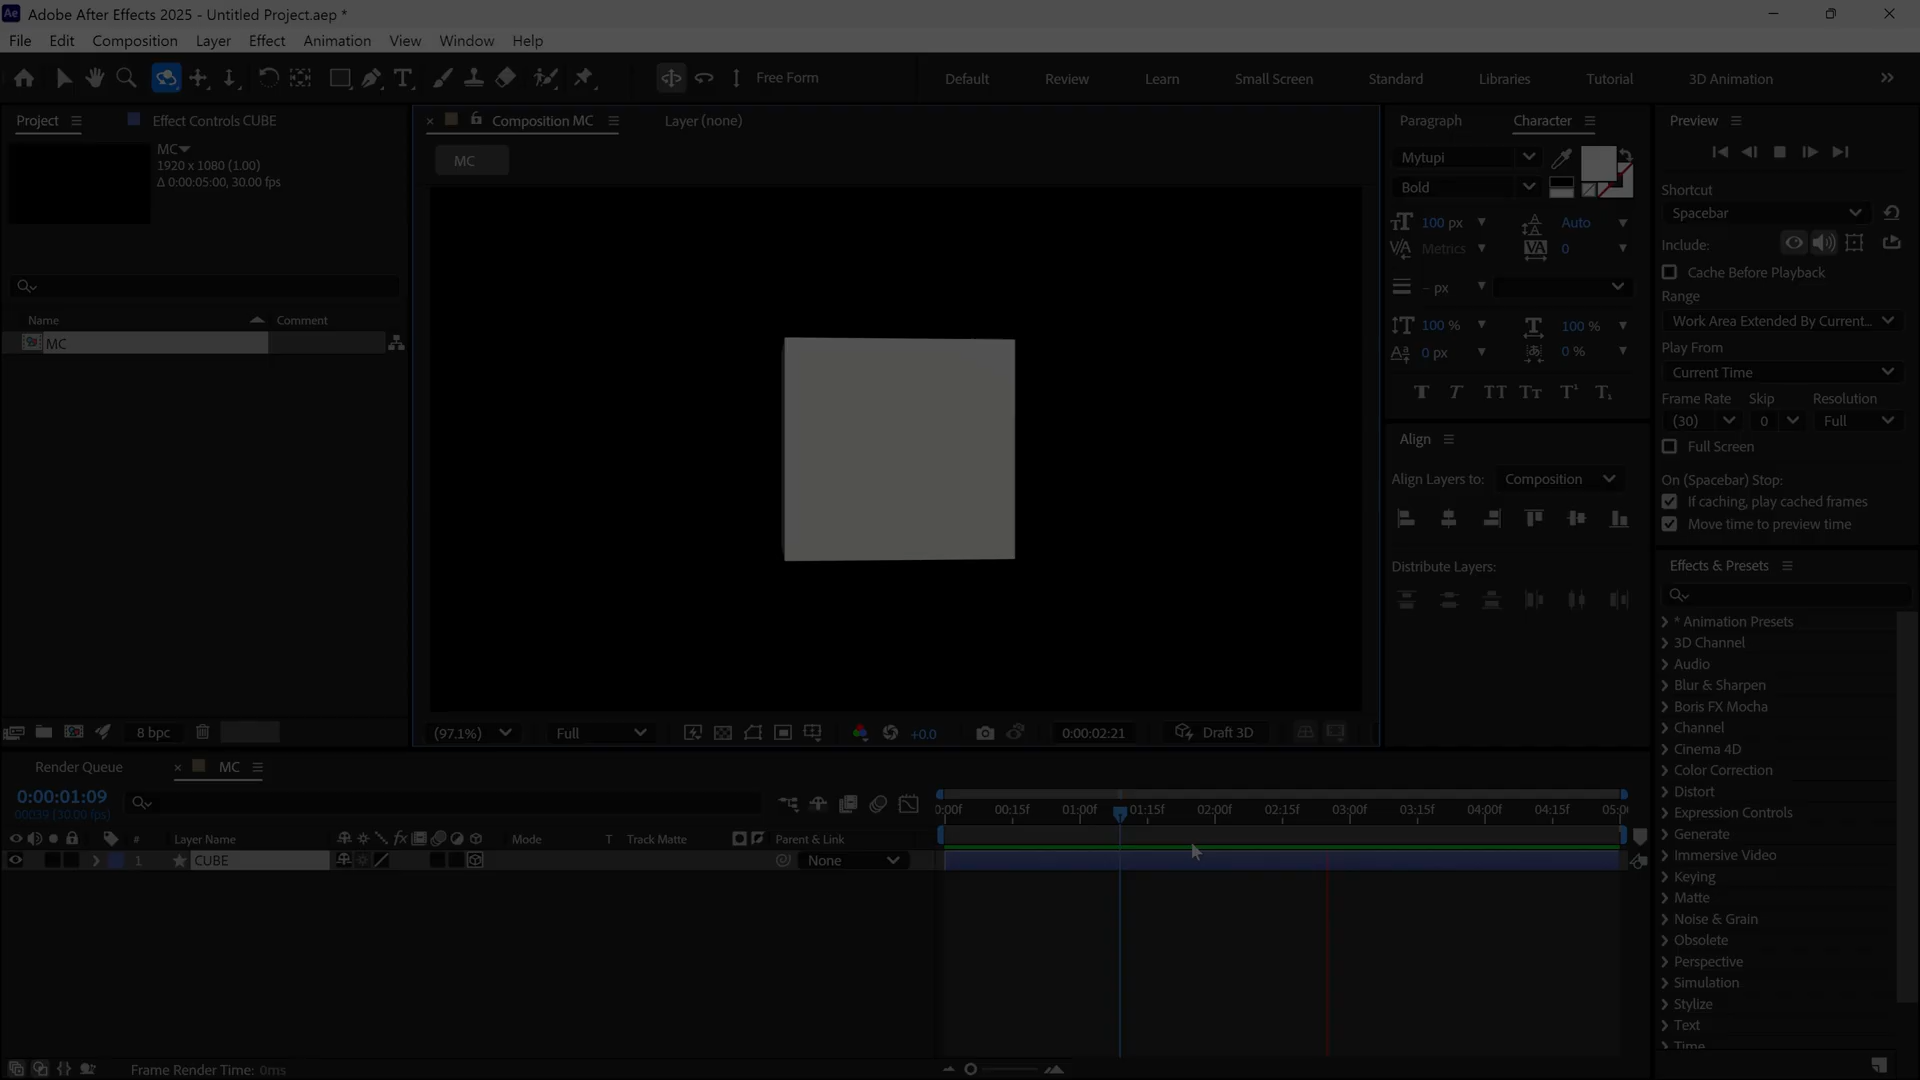 Adobe After Effects 2025 - Untitled Project.aep *
File Edit Composition Layer Effect Animation View Window Help
Free Form
Default Review Learn Small Screen Standard Libraries Tutorial 3D Animation
Project
Effect Controls CUBE
MC
1920 x 1080 (1.00)
Δ 0:00:05:00, 30.00 fps
Name Comment
MC
8 bpc
Composition MC
Layer (none)
MC
(97.1%)
Full
+0.0
0:00:02:21
Draft 3D
Paragraph
Character
Mytupi
Bold
100 px
Auto
Metrics
0
– px
100 %
100 %
0 px
0 %
Align
Align Layers to: Composition
Distribute Layers:
Preview
Shortcut
Spacebar
Include:
Cache Before Playback
Range
Work Area Extended By Current...
Play From
Current Time
Frame Rate Skip Resolution
(30) 0 Full
Full Screen
On (Spacebar) Stop:
If caching, play cached frames
Move time to preview time
Effects & Presets
* Animation Presets
3D Channel
Audio
Blur & Sharpen
Boris FX Mocha
Channel
Cinema 4D
Color Correction
Distort
Expression Controls
Generate
Immersive Video
Keying
Matte
Noise & Grain
Obsolete
Perspective
Simulation
Stylize
Text
Time
Render Queue
MC
0:00:01:09
00039 (30.00 fps)
:00f 00:15f 01:00f 01:15f 02:00f 02:15f 03:00f 03:15f 04:00f 04:15f 05:0
# Layer Name Mode T Track Matte Parent & Link
1 CUBE None
Frame Render Time: 0ms